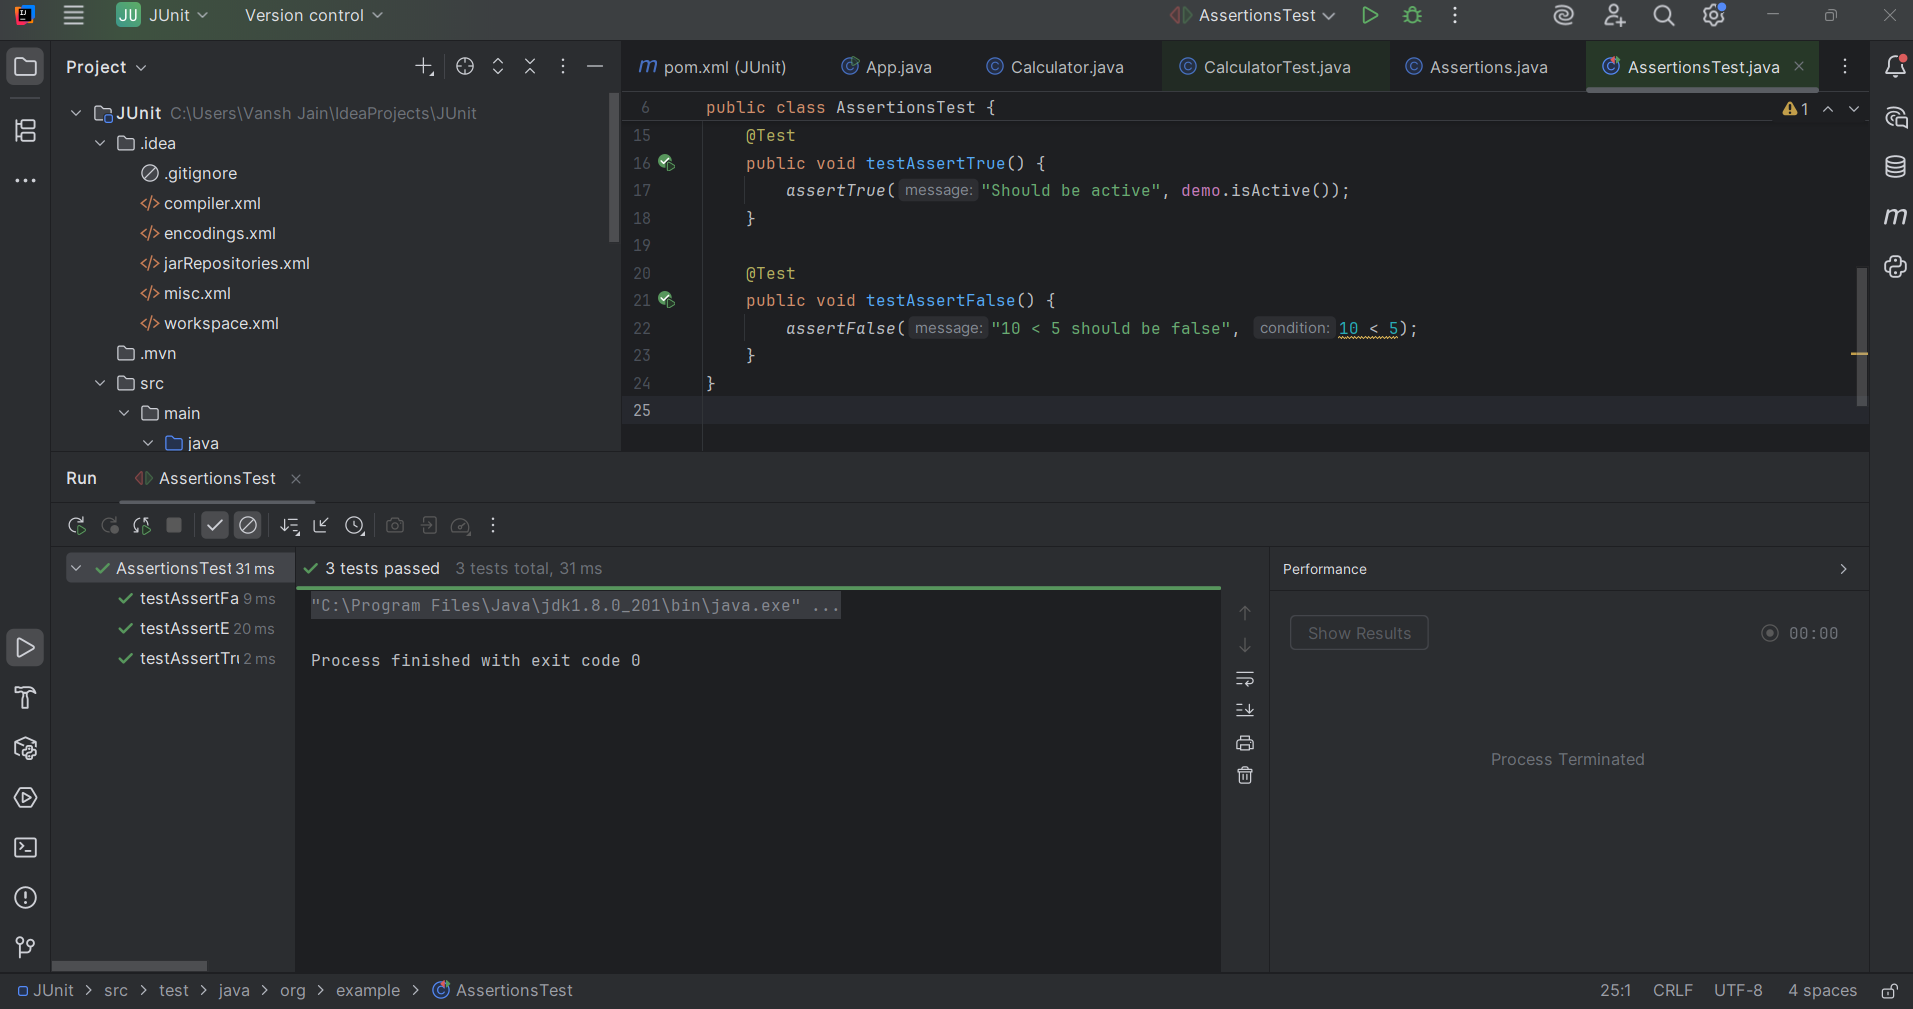 JU JUnit Version control AssertionsTest
Project
pom.xml (JUnit) App.java Calculator.java CalculatorTest.java Assertions.java AssertionsTest.java
JUnit C:\Users\Vansh Jain\IdeaProjects\JUnit
.idea
.gitignore
compiler.xml
encodings.xml
jarRepositories.xml
misc.xml
workspace.xml
.mvn
src
main
java
6 public class AssertionsTest {
1
15 @Test
16 public void testAssertTrue() {
17 assertTrue( message: "Should be active", demo.isActive());
18 }
19
20 @Test
21 public void testAssertFalse() {
22 assertFalse( message: "10 < 5 should be false", condition: 10 < 5);
23 }
24 }
25
Run AssertionsTest
AssertionsTest 31 ms
testAssertFa 9 ms
testAssertE 20 ms
testAssertTru 2 ms
3 tests passed 3 tests total, 31 ms
"C:\Program Files\Java\jdk1.8.0_201\bin\java.exe" ...
Process finished with exit code 0
Performance
Show Results 00:00
Process Terminated
JUnit > src > test > java > org > example > AssertionsTest
25:1 CRLF UTF-8 4 spaces